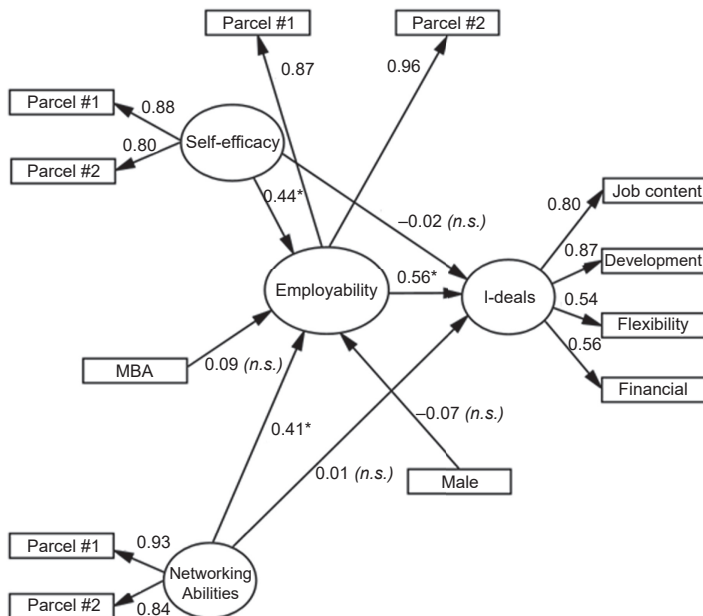 Parcel #1
Parcel #2
0.87
0.96
Parcel #1
0.88
Self-efficacy
Parcel #2
0.80
0.44*
–0.02 (n.s.)
0.80
Job content
0.87
Development
Employability
0.56*
I-deals
0.54
Flexibility
0.56
Financial
MBA
0.09 (n.s.)
–0.07 (n.s.)
0.41*
0.01 (n.s.)
Male
Parcel #1
0.93
Networking
Abilities
Parcel #2
0.84